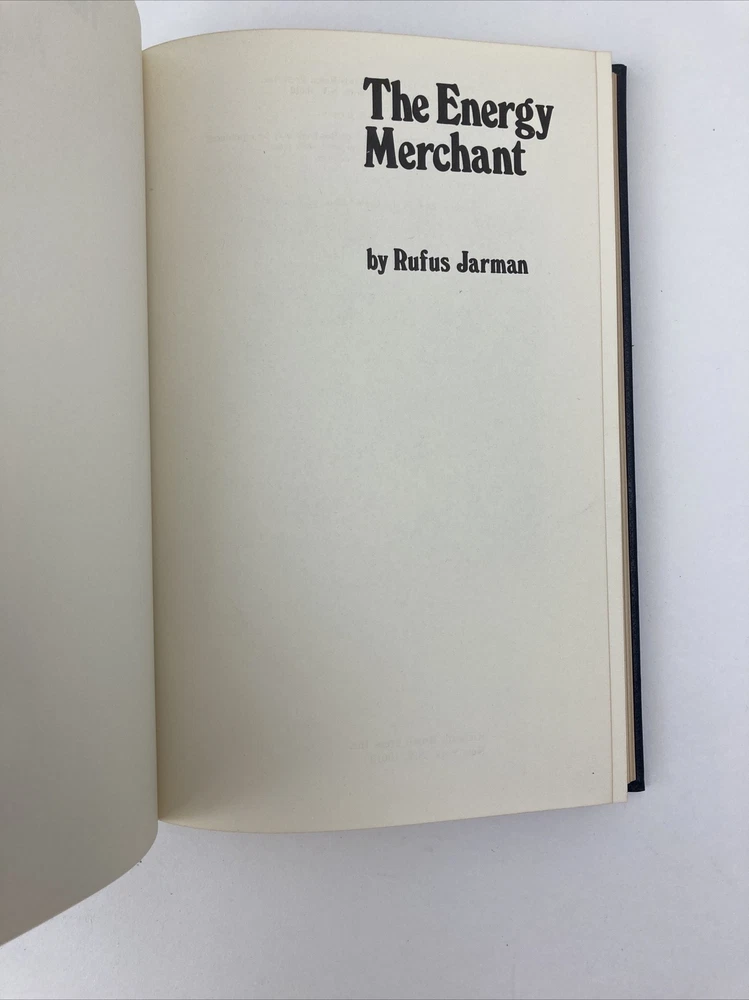 The Energy
Merchant
by Rufus Jarman